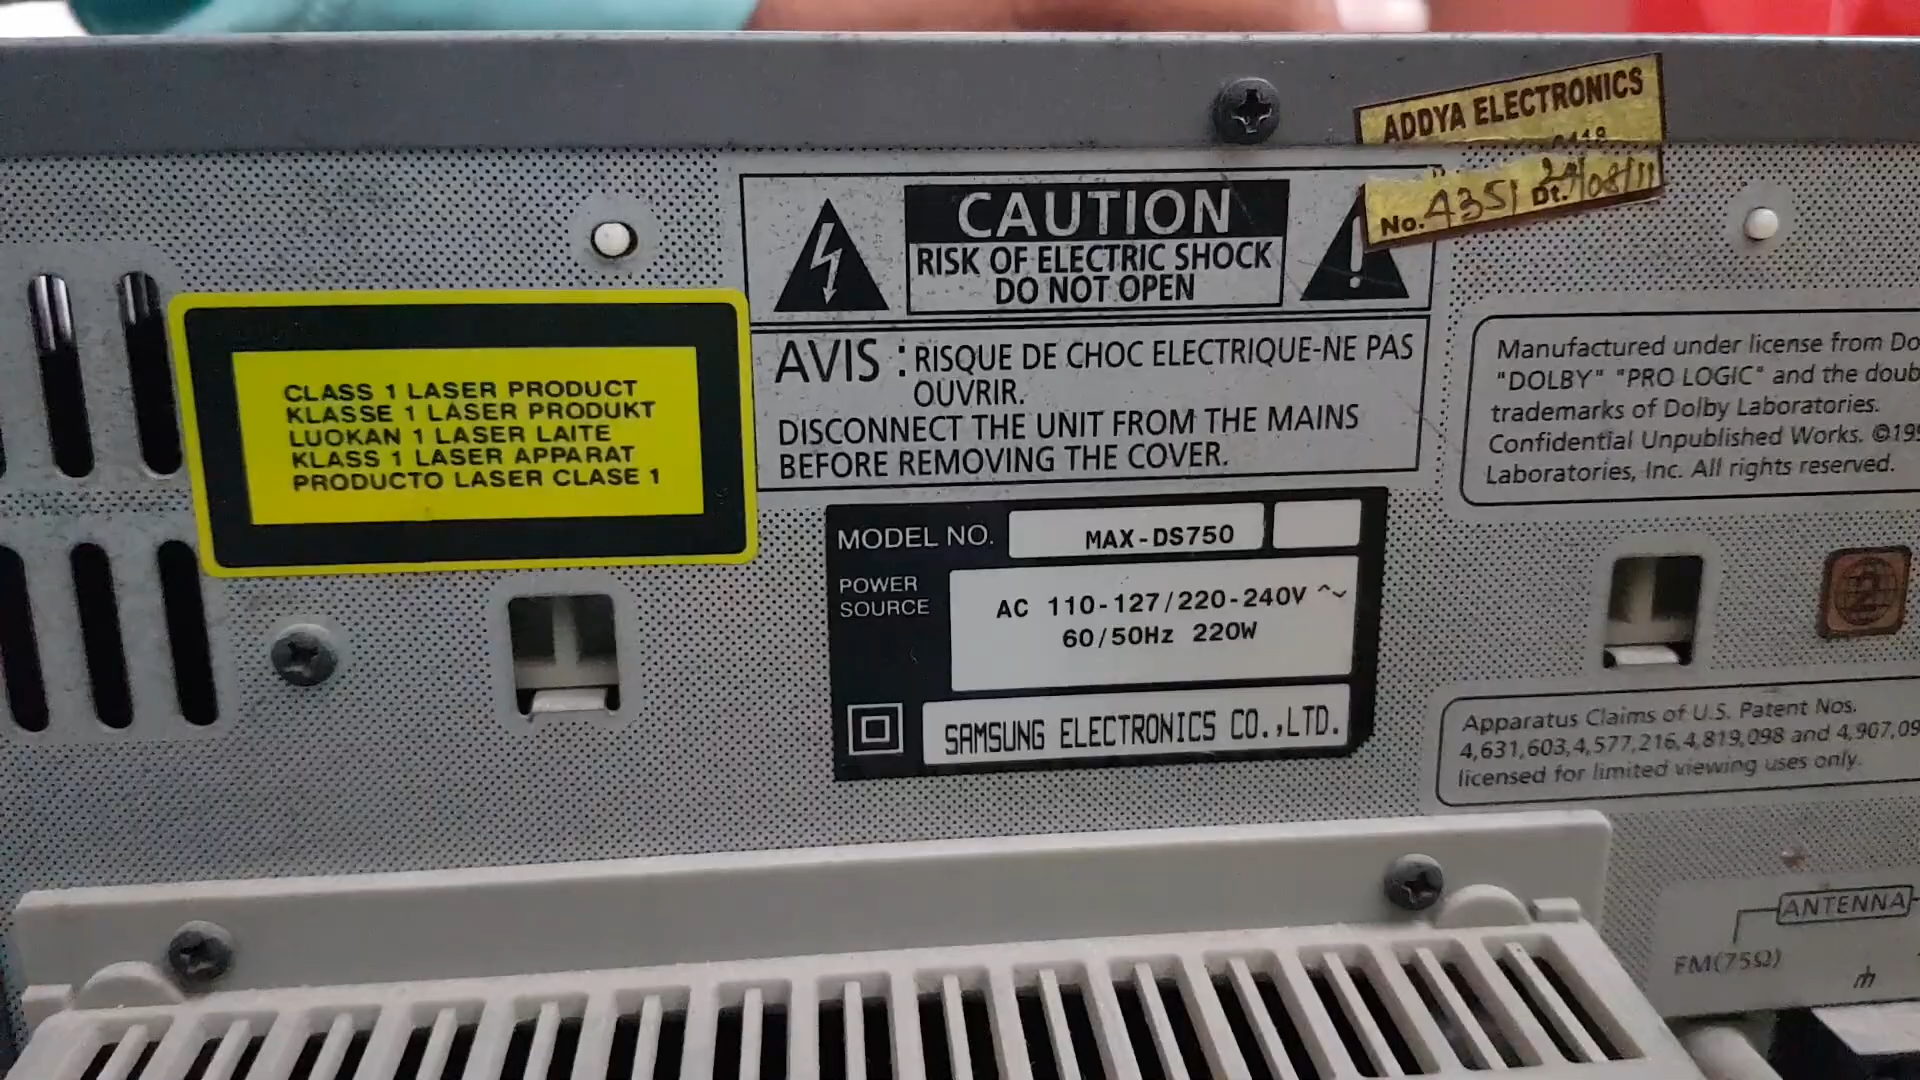 ADDYA ELECTRONICS
No. 4351 Dt. 29/08/11
CAUTION
RISK OF ELECTRIC SHOCK
DO NOT OPEN
AVIS : RISQUE DE CHOC ELECTRIQUE-NE PAS
OUVRIR.
DISCONNECT THE UNIT FROM THE MAINS
BEFORE REMOVING THE COVER.
CLASS 1 LASER PRODUCT
KLASSE 1 LASER PRODUKT
LUOKAN 1 LASER LAITE
KLASS 1 LASER APPARAT
PRODUCTO LASER CLASE 1
MODEL NO. MAX-DS750
POWER
SOURCE
AC 110-127/220-240V ~
60/50Hz 220W
SAMSUNG ELECTRONICS CO.,LTD.
Manufactured under license from
"DOLBY" "PRO LOGIC" and the
trademarks of Dolby Laboratories.
Confidential Unpublished Works. ©
Laboratories, Inc. All rights reserved.
2
Apparatus Claims of U.S. Patent Nos.
4,631,603,4,577,216,4,819,098 and
licensed for limited viewing uses only.
ANTENNA
FM(75Ω)